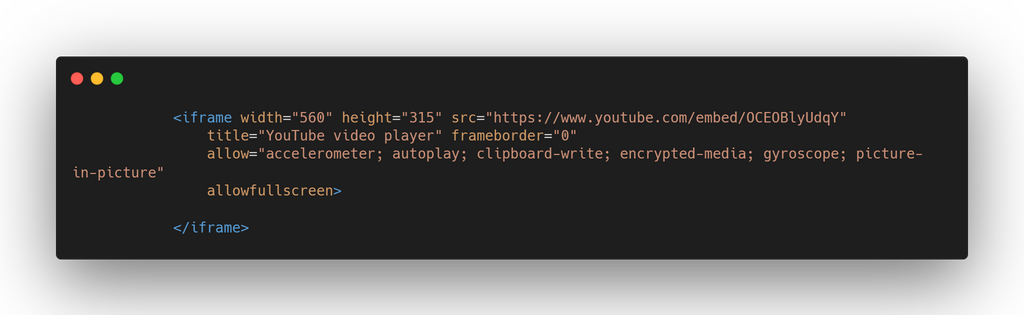 <iframe width="560" height="315" src="https://www.youtube.com/embed/OCEOBlyUdqY"
title="YouTube video player" frameborder="0"
allow="accelerometer; autoplay; clipboard-write; encrypted-media; gyroscope; picture-
in-picture"
allowfullscreen>
</iframe>